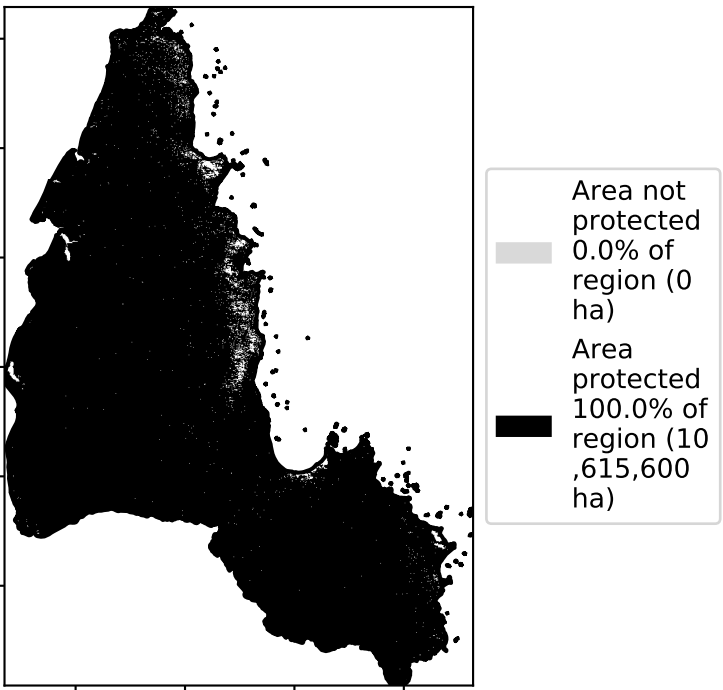 Area not
protected
0.0% of
region (0
ha)
Area
protected
100.0% of
region (10
,615,600
ha)